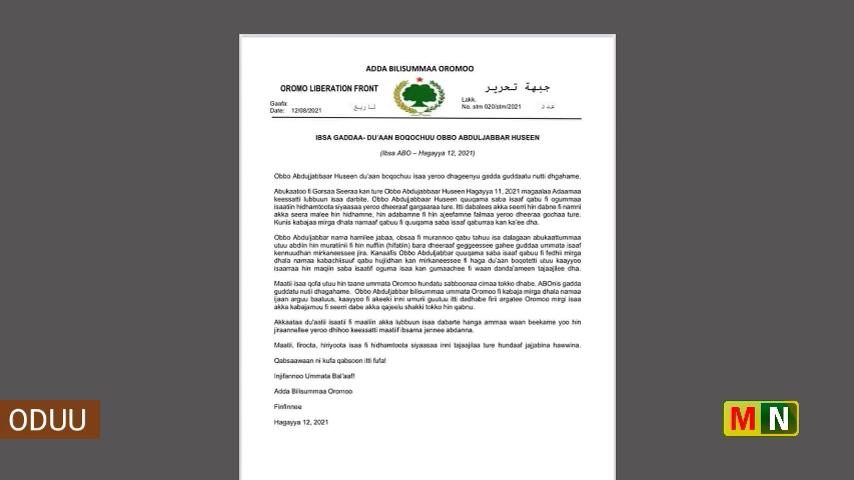 ADDA BILISUMMAA OROMOO
OROMO LIBERATION FRONT
جبهة تحرير
Gaafa:
Date: 12/08/2021
تاريخ
Lakk.
No. stm 020/stm/2021
عدد
IBSA GADDAA- DU'AAN BOQOCHUU OBBO ABDULJABBAR HUSEEN
(Ibsa ABO – Hagayya 12, 2021)
Obbo Abdujjabbaar Huseen du'aan boqochuu isaa yeroo dhageenyu gadda guddaatu nutti dhgahame.
Abukaatoo fi Gorsaa Seeraa kan ture Obbo Abdujjabbaar Huseen Hagayya 11, 2021 magaalaa Adaamaa
keessatti lubbuun isaa darbite. Obbo Abdujjabbaar Huseen quuqama saba isaaf qabu fi ogummaa
isaatiin hidhamtoota siyaasaa yeroo dheeraaf gargaaraa ture. Itti dabalees akka seerri hin dabne fi namni
akka seera malee hin hidhamne, hin adabamne fi hin ajeefamne falmaa yeroo dheeraa gochaa ture.
Kunis kabajaa mirga dhala namaaf qabuu fi quuqama saba isaaf qaburraa kan ka'ee dha.
Obbo Abduljabbar nama hamilee jabaa, obsaa fi murannoo qabu tahuu isaa dalagaan abukaattummaa
utuu abdiin hin muratiinii fi hin nuffiin (hifatiin) bara dheeraaf geggeessee gahee guddaa ummata isaaf
kennuudhan mirkaneessee jira. Kanaafis Obbo Abduljabbar quuqama saba isaaf qabuu fi fedhii mirga
dhala namaa kabachiisuuf qabu hujiidhan kan mirkaneessee fi haga du'aan boqotetti utuu kaayyoo
isaarraa hin maqiin saba isaatif oguma isaa kan gumaachee fi waan danda'ameen tajaajilee dha.
Maatii isaa qofa utuu hin taane ummata Oromoo hundatu sabboonaa cimaa tokko dhabe. ABOnis gadda
guddatu nutii dhagahame. Obbo Abduljabbar bilisummaa ummata Oromoo fi kabaja mirga dhala namaa
(jaan arguu baatuus, kaayyoo fi akeeki inni umurii guutuu itti dadhabe firii argatee Oromoo mirgi isaa
akka kabajamuu fi seerri dabe akka qajeelu shakki tokko hin qabnu.
Akkaataa du'aatii isaatii fi maaliin akka lubbuun isaa dabarte hanga ammaa waan beekame yoo hin
jiraannellee yeroo dhihoo keessatti maatiif ibsama jennee abdanna.
Maatii, firoota, hiriyoota isaa fi hidhamtoota siyaasaa inni tajaajilaa ture hundaaf jajjabina hawwina.
Qabsaawaan ni kufa qabsoon itti fufa!
Injifannoo Ummata Bal'aaf!
Adda Bilisummaa Oromoo
Finfinnee
Hagayya 12, 2021
ODUU
MN